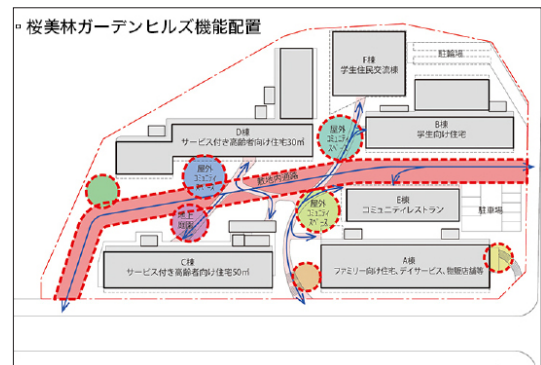 ▫ 桜美林ガーデンヒルズ機能配置
F棟
学生住民交流棟
駐輪場
D棟
サービス付き高齢者向け住宅30㎡
屋外
コミュニティ
スペース
B棟
学生向け住宅
屋外
コミュニティ
スペース
敷地内通路
屋外
コミュニティ
スペース
E棟
コミュニティレストラン
駐車場
庭園
C棟
サービス付き高齢者向け住宅50㎡
A棟
ファミリー向け住宅、デイサービス、物販店舗等